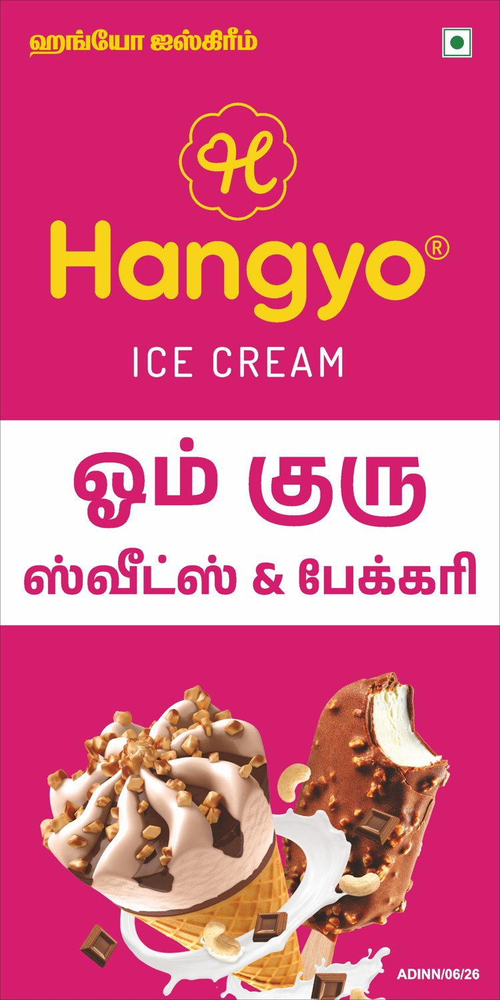 ஹங்யோ ஐஸ்கிரீம்
H
Hangyo®
ICE CREAM
ஓம் குரு
ஸ்வீட்ஸ் & பேக்கரி
ADINN/06/26